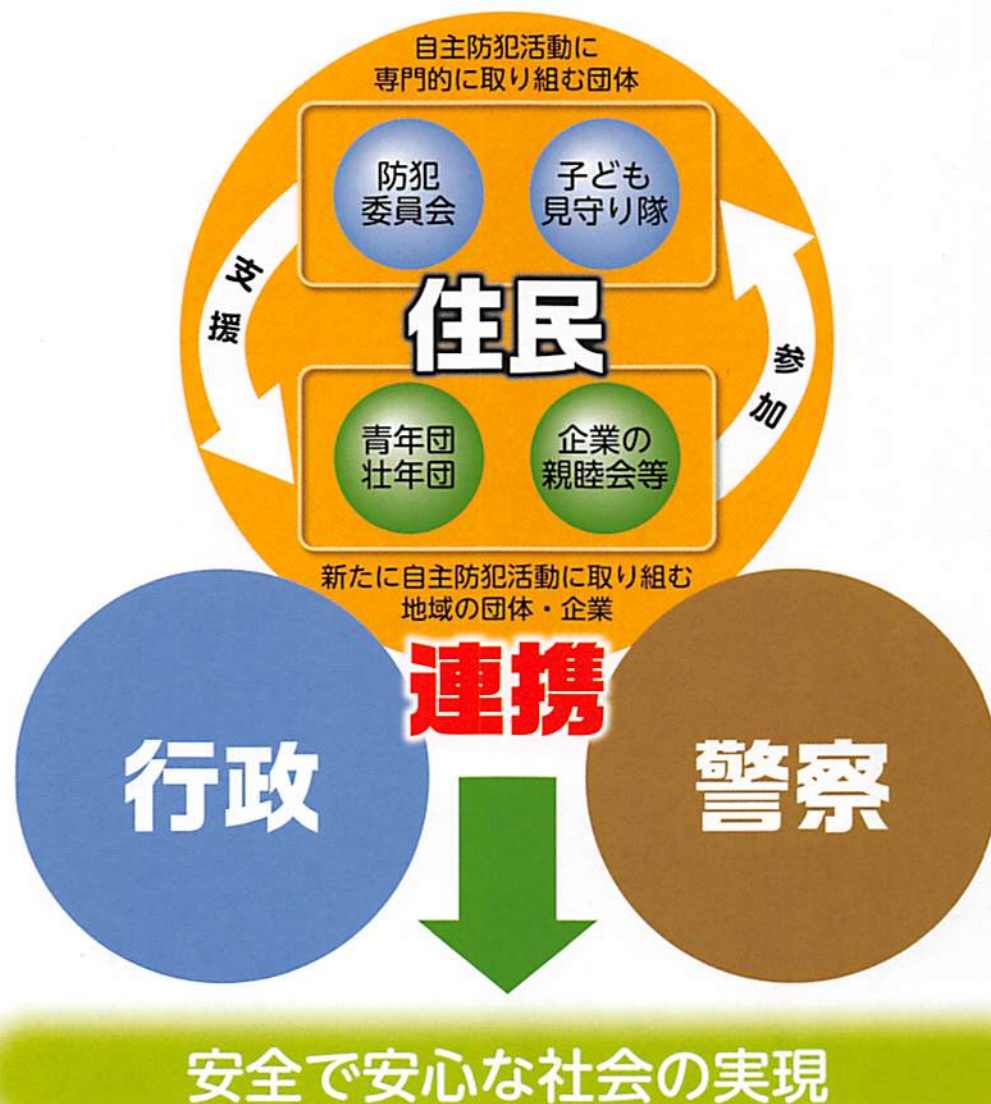 自主防犯活動に
専門的に取り組む団体
防犯
委員会
子ども
見守り隊
支援
住民
参加
青年団
壮年団
企業の
親睦会等
新たに自主防犯活動に取り組む
地域の団体・企業
連携
行政
警察
安全で安心な社会の実現